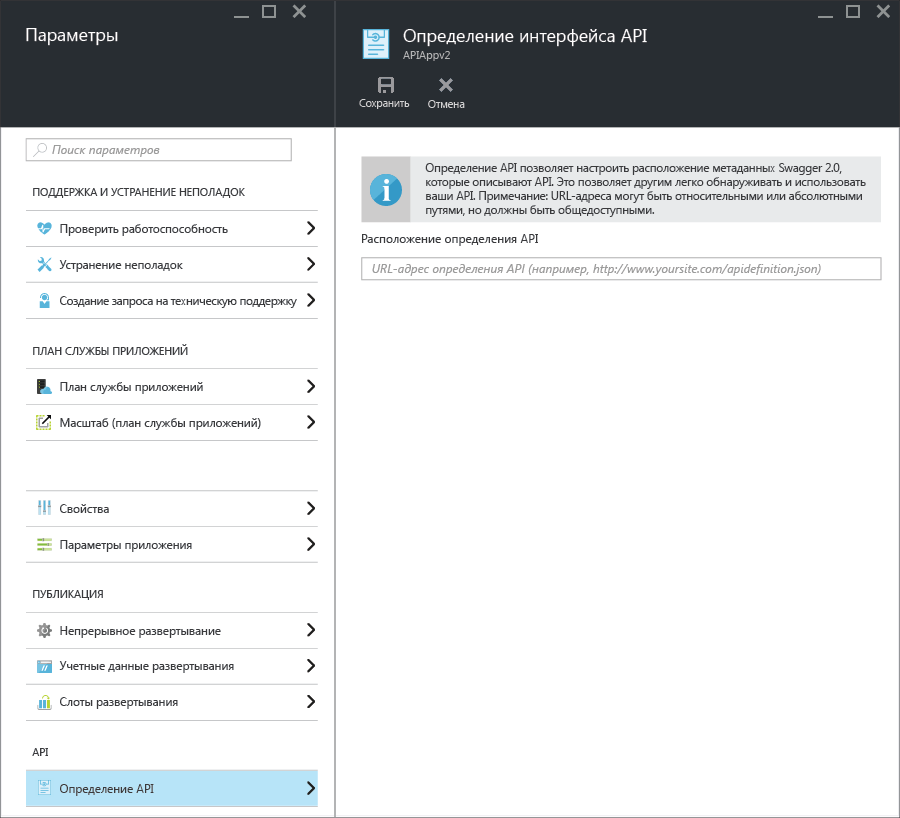 Параметры
Поиск параметров
ПОДДЕРЖКА И УСТРАНЕНИЕ НЕПОЛАДОК
Проверить работоспособность
Устранение неполадок
Создание запроса на техническую поддержку
ПЛАН СЛУЖБЫ ПРИЛОЖЕНИЙ
План службы приложений
Масштаб (план службы приложений)
Свойства
Параметры приложения
ПУБЛИКАЦИЯ
Непрерывное развертывание
Учетные данные развертывания
Слоты развертывания
API
Определение API
Определение интерфейса API
APIAppv2
Сохранить
Отмена
Определение API позволяет настроить расположение метаданных Swagger 2.0,
которые описывают API. Это позволяет другим легко обнаруживать и использовать
ваши API. Примечание: URL-адреса могут быть относительными или абсолютными
путями, но должны быть общедоступными.
Расположение определения API
URL-адрес определения API (например, http://www.yoursite.com/apidefinition.json)